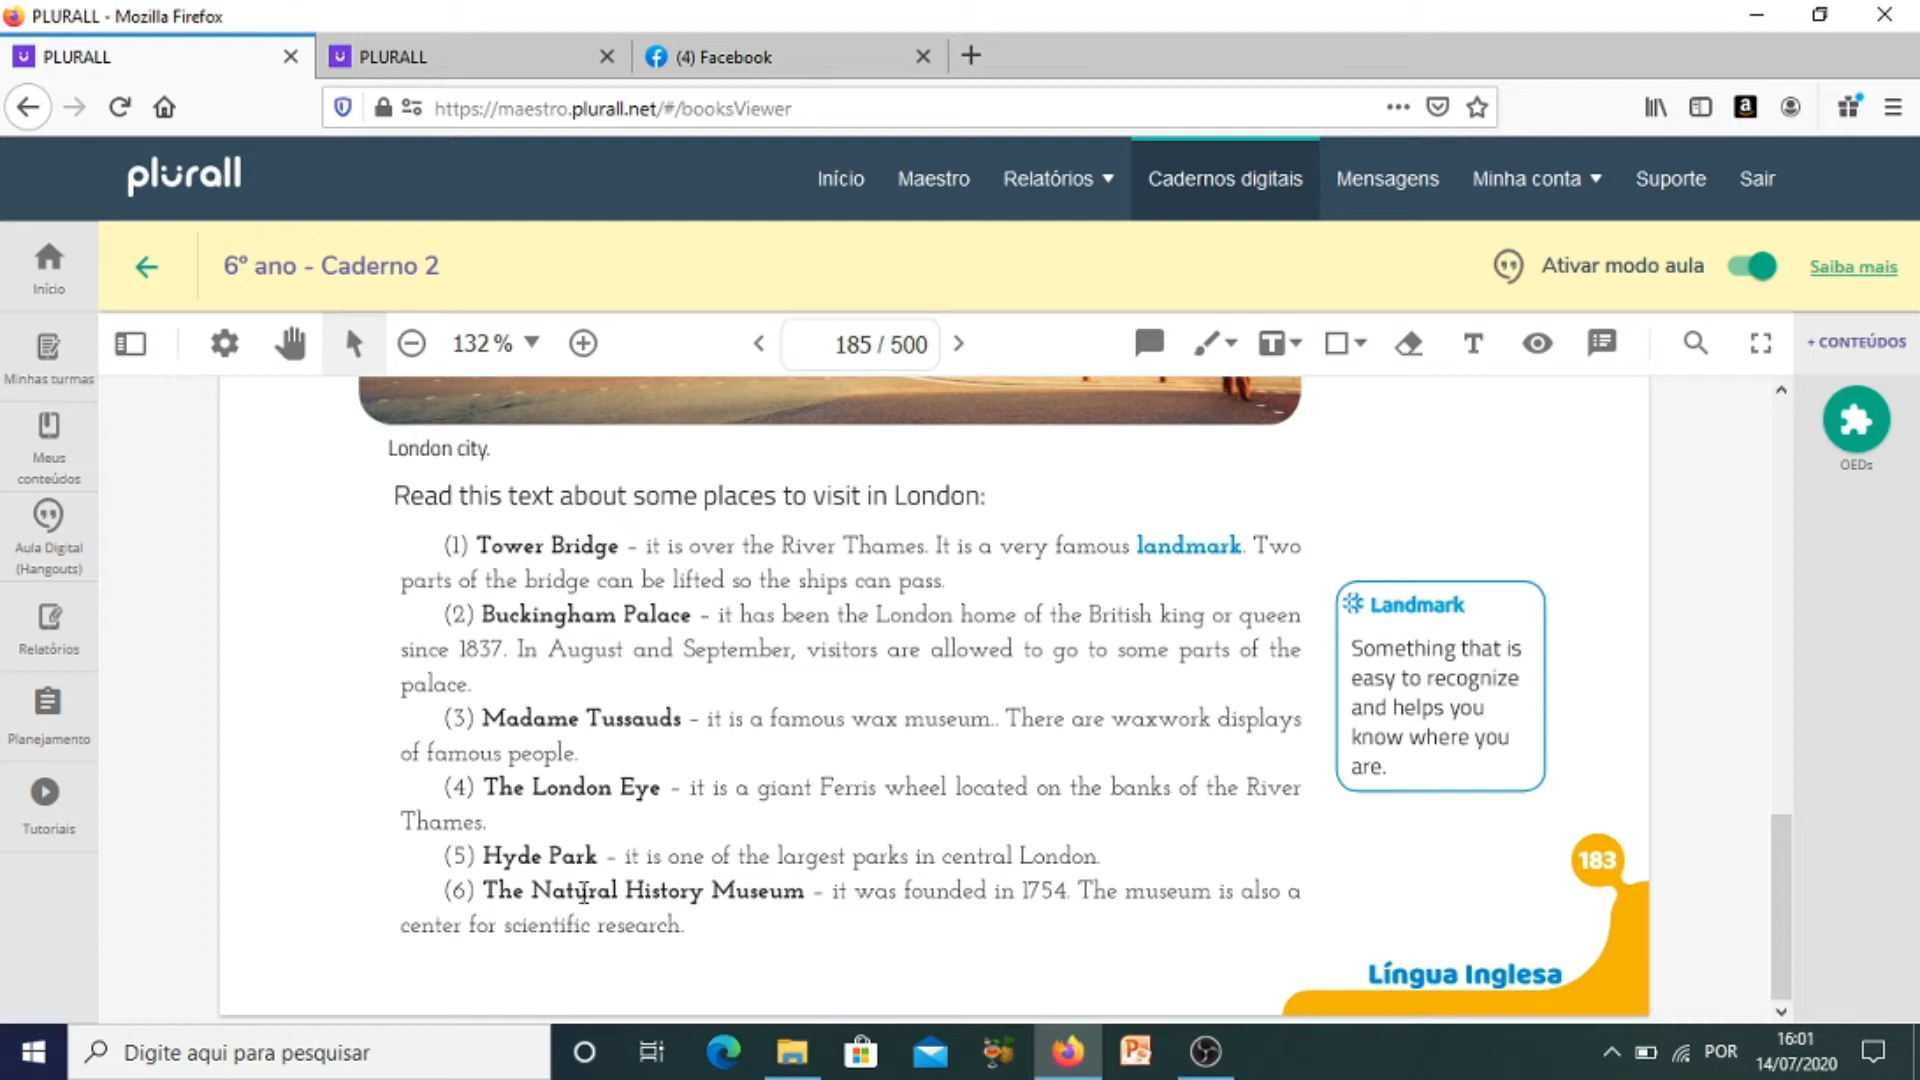 PLURALL - Mozilla Firefox
PLURALL
PLURALL
(4) Facebook
https://maestro.plurall.net/#/booksViewer
plurall
Início
Maestro
Relatórios
Cadernos digitais
Mensagens
Minha conta
Suporte
Sair
6º ano - Caderno 2
Ativar modo aula
Saiba mais
Início
Minhas turmas
Meus
conteúdos
Aula Digital
(Hangouts)
Relatórios
Planejamento
Tutoriais
132 %
185 / 500
+ CONTEÚDOS
OEDs
London city.
Read this text about some places to visit in London:
(1) Tower Bridge - it is over the River Thames. It is a very famous landmark. Two
parts of the bridge can be lifted so the ships can pass.
(2) Buckingham Palace - it has been the London home of the British king or queen
since 1837. In August and September, visitors are allowed to go to some parts of the
palace.
(3) Madame Tussauds - it is a famous wax museum.. There are waxwork displays
of famous people.
(4) The London Eye - it is a giant Ferris wheel located on the banks of the River
Thames.
(5) Hyde Park - it is one of the largest parks in central London.
(6) The Natural History Museum - it was founded in 1754. The museum is also a
center for scientific research.
Landmark
Something that is
easy to recognize
and helps you
know where you
are.
183
Língua Inglesa
Digite aqui para pesquisar
POR
16:01
14/07/2020